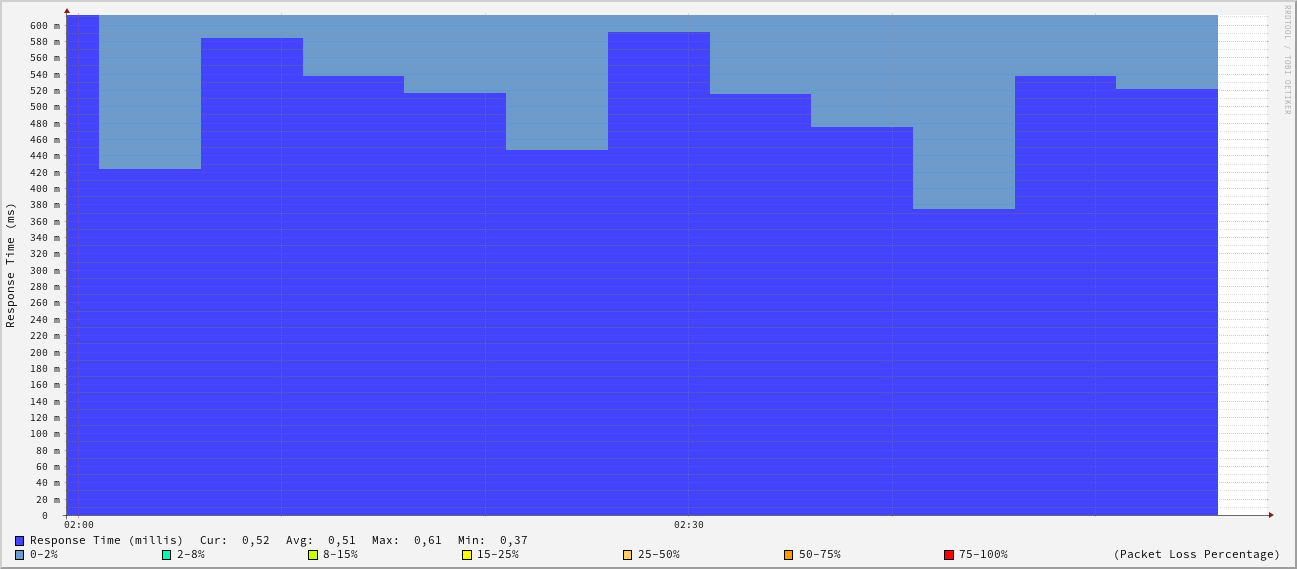 RRDTOOL / TOBI OETIKER
Response Time (ms)
600 m
580 m
560 m
540 m
520 m
500 m
480 m
460 m
440 m
420 m
400 m
380 m
360 m
340 m
320 m
300 m
280 m
260 m
240 m
220 m
200 m
180 m
160 m
140 m
120 m
100 m
80 m
60 m
40 m
20 m
0
02:00 02:30
Response Time (millis) Cur: 0,52 Avg: 0,51 Max: 0,61 Min: 0,37
0-2% 2-8% 8-15% 15-25% 25-50% 50-75% 75-100% (Packet Loss Percentage)